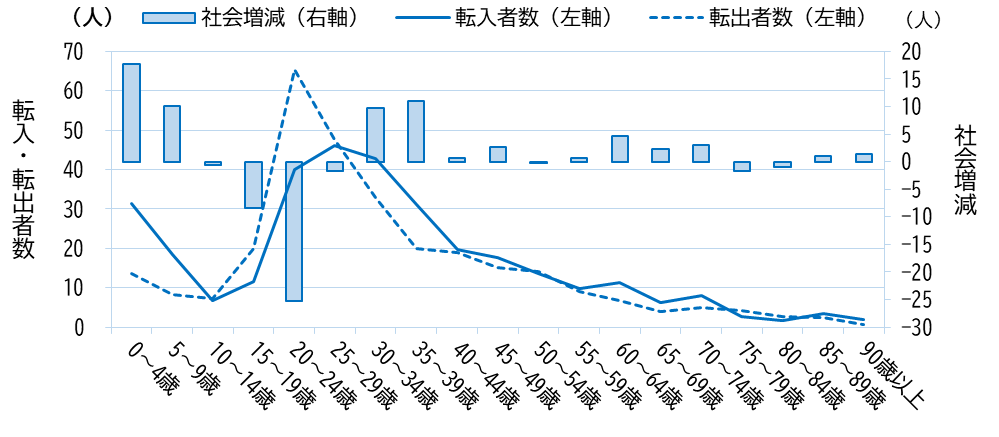 （人）
社会増減（右軸）
転入者数（左軸）
転出者数（左軸）
（人）
転入・転出者数
70
60
50
40
30
20
10
0
20
15
10
5
0
-5
-10
-15
-20
-25
-30
社会増減
0～4歳
5～9歳
10～14歳
15～19歳
20～24歳
25～29歳
30～34歳
35～39歳
40～44歳
45～49歳
50～54歳
55～59歳
60～64歳
65～69歳
70～74歳
75～79歳
80～84歳
85～89歳
90歳以上